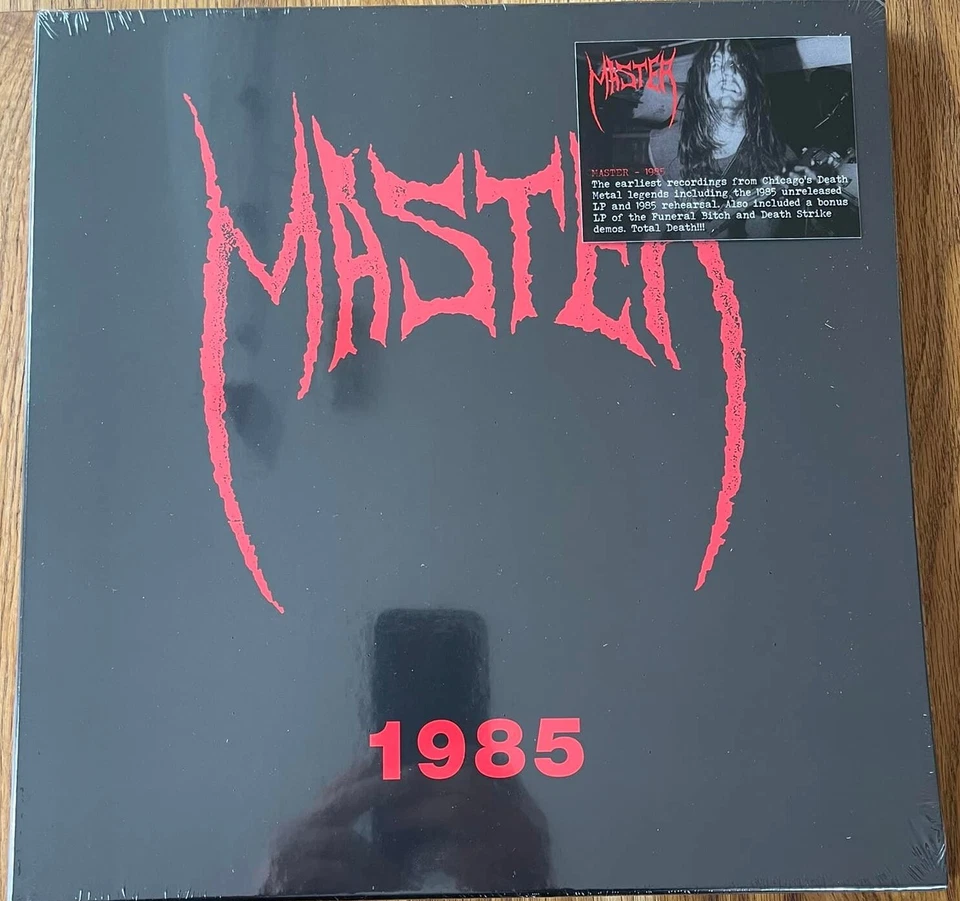 MASTER
MASTER
MASTER - 1985
The earliest recordings from Chicago's Death
Metal legends including the 1985 unreleased
LP and 1985 rehearsal. Also included a bonus
LP of the Funeral Bitch and Death Strike
demos. Total Death!!!
1985